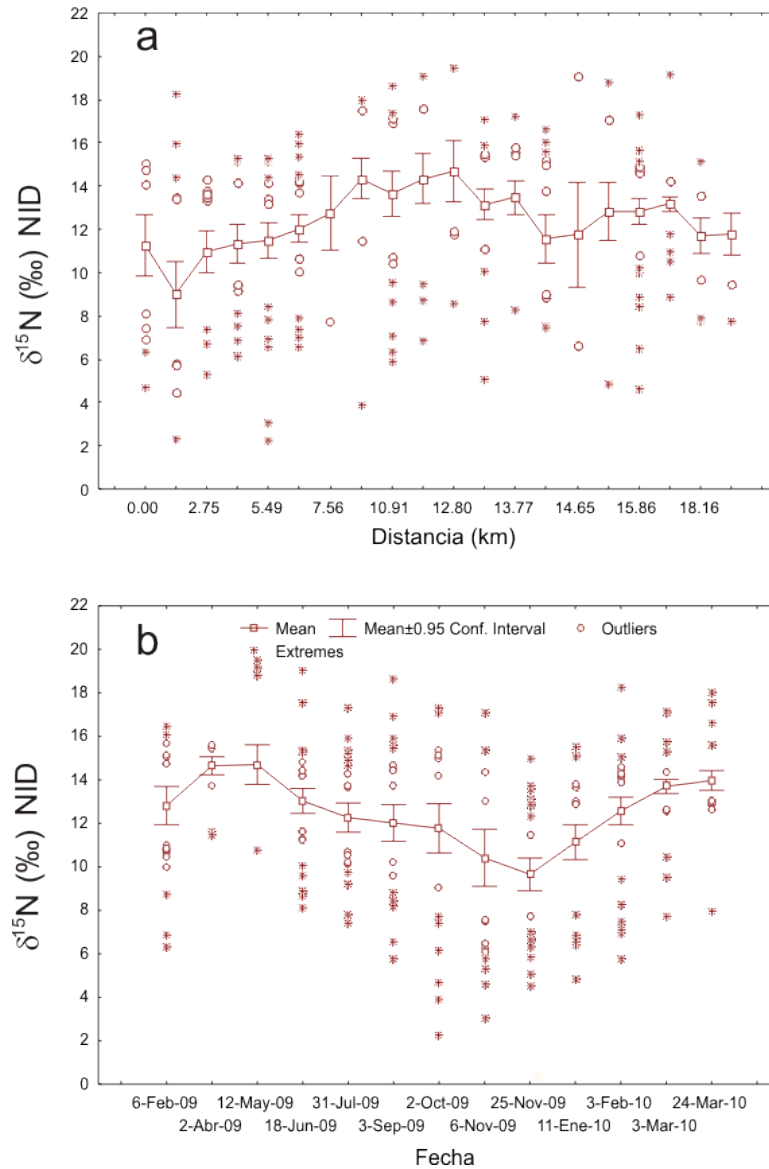 a
22
20
18
16
14
12
10
8
6
4
2
0
δ¹⁵N (‰) NID
0.00 2.75 5.49 7.56 10.91 12.80 13.77 14.65 15.86 18.16
Distancia (km)
b
22
20
18
16
14
12
10
8
6
4
2
0
δ¹⁵N (‰) NID
Mean Mean±0.95 Conf. Interval Outliers
Extremes
6-Feb-09 12-May-09 31-Jul-09 2-Oct-09 25-Nov-09 3-Feb-10 24-Mar-10
2-Abr-09 18-Jun-09 3-Sep-09 6-Nov-09 11-Ene-10 3-Mar-10
Fecha